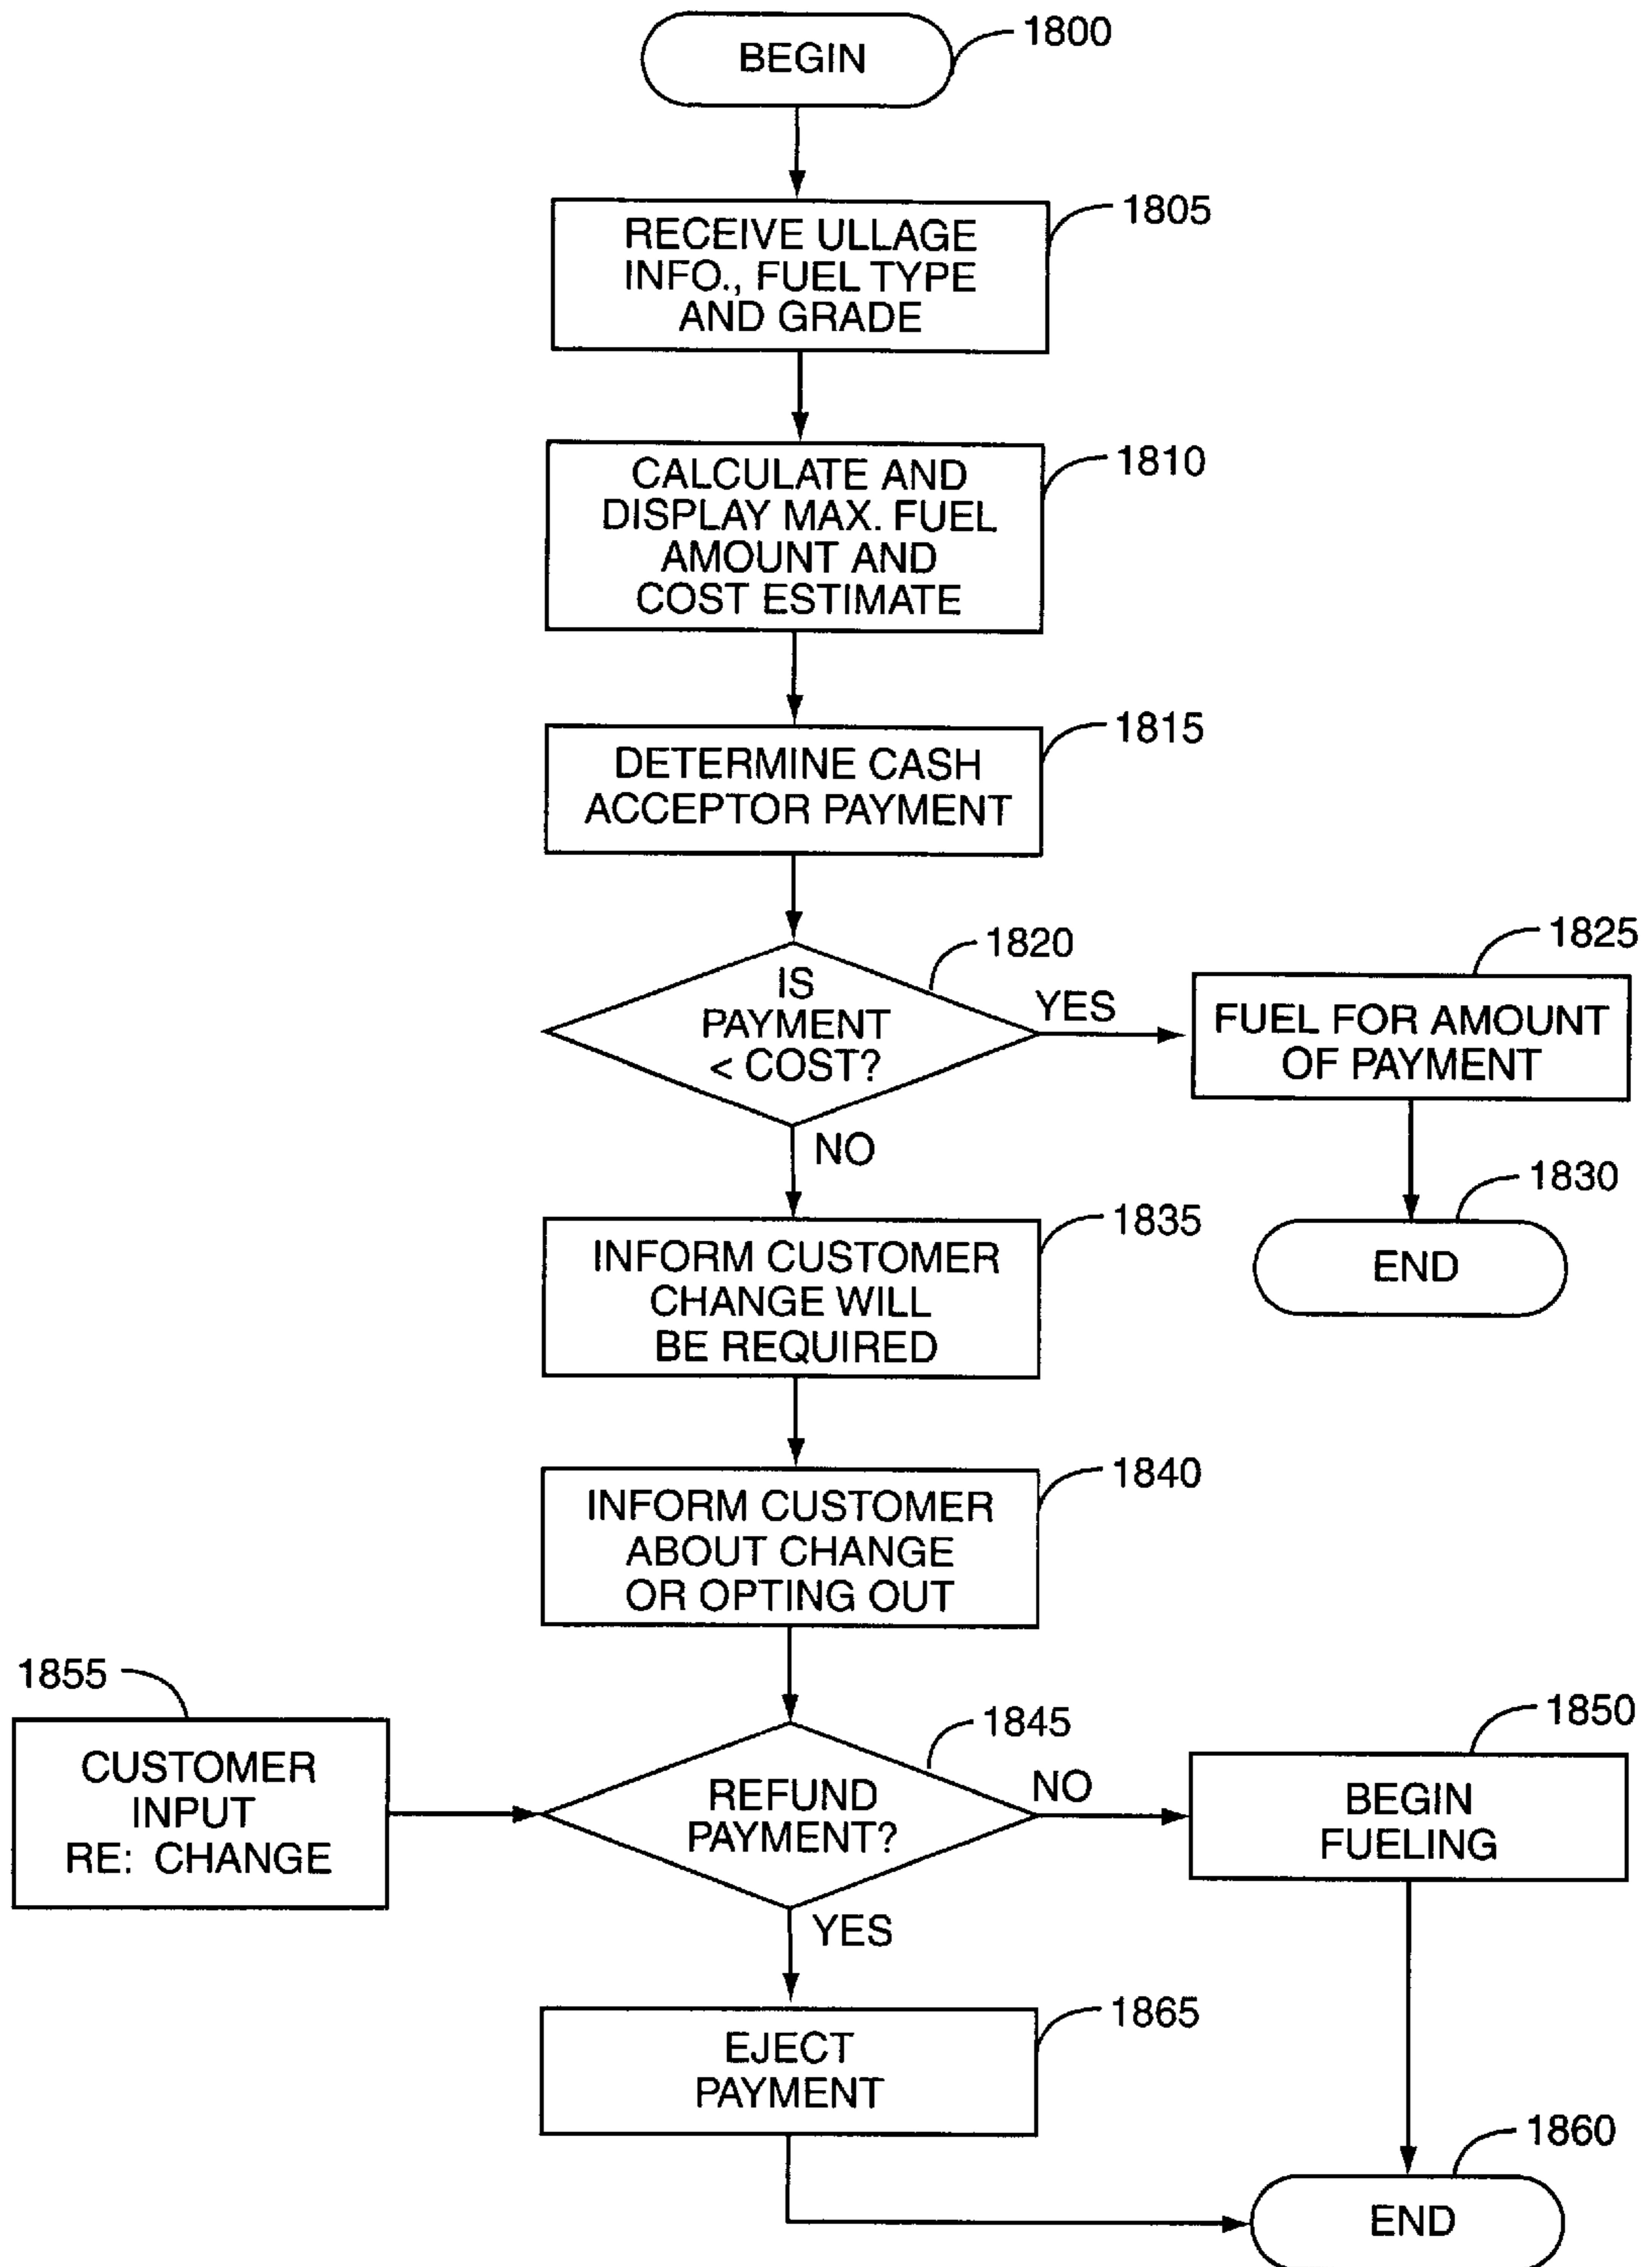 BEGIN
1800
1805
RECEIVE ULLAGE
INFO., FUEL TYPE
AND GRADE
1810
CALCULATE AND
DISPLAY MAX. FUEL
AMOUNT AND
COST ESTIMATE
1815
DETERMINE CASH
ACCEPTOR PAYMENT
1820
IS
PAYMENT
< COST?
YES
1825
FUEL FOR AMOUNT
OF PAYMENT
NO
1830
END
1835
INFORM CUSTOMER
CHANGE WILL
BE REQUIRED
1840
INFORM CUSTOMER
ABOUT CHANGE
OR OPTING OUT
1855
CUSTOMER
INPUT
RE: CHANGE
1845
REFUND
PAYMENT?
NO
1850
BEGIN
FUELING
YES
1865
EJECT
PAYMENT
1860
END